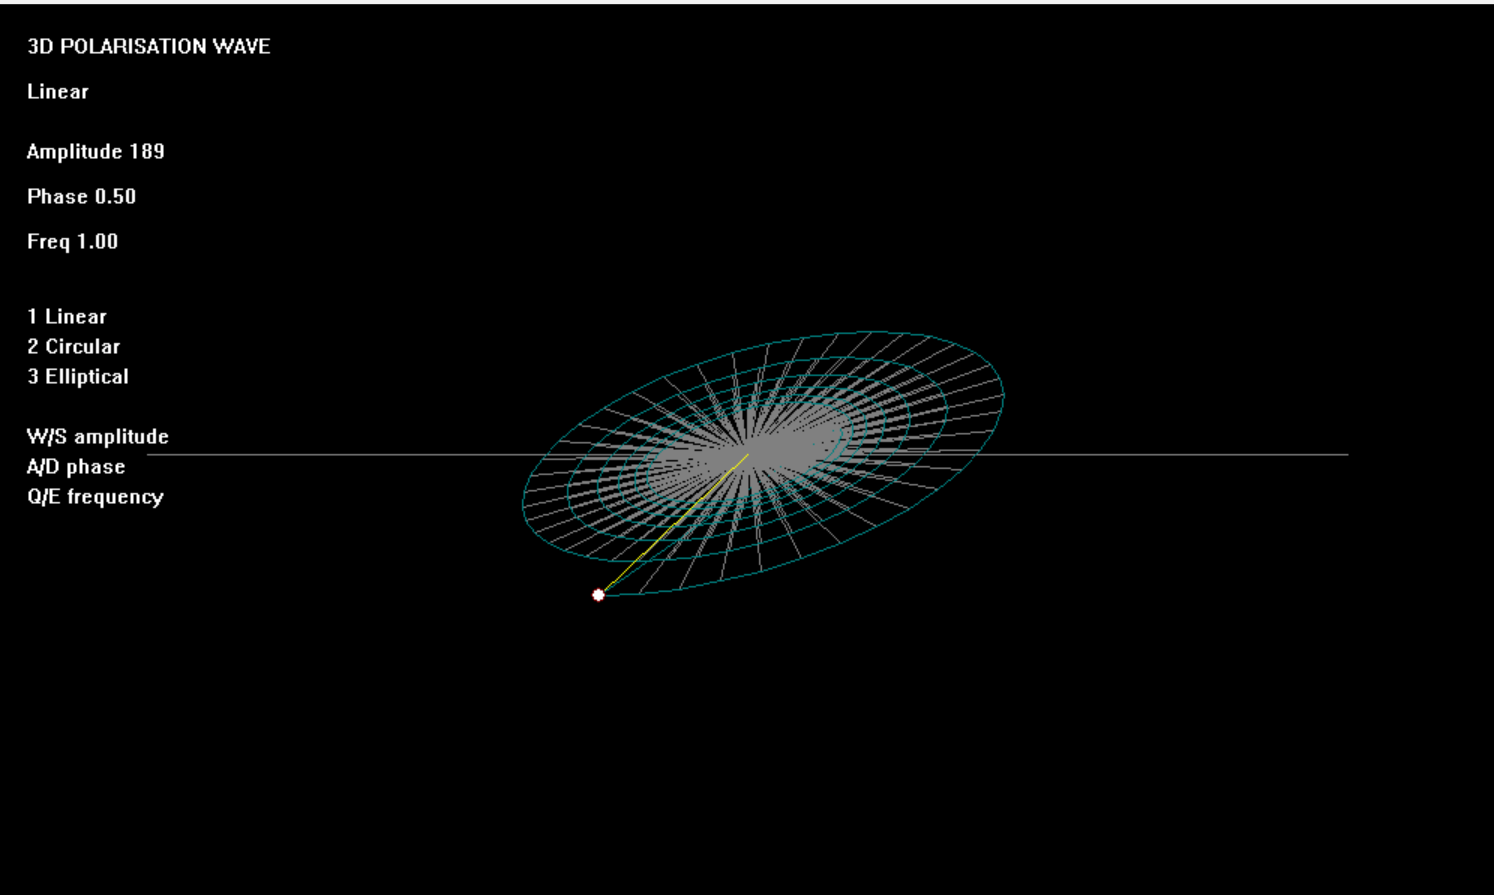 3D POLARISATION WAVE
Linear
Amplitude 189
Phase 0.50
Freq 1.00
1 Linear
2 Circular
3 Elliptical
W/S amplitude
A/D phase
Q/E frequency